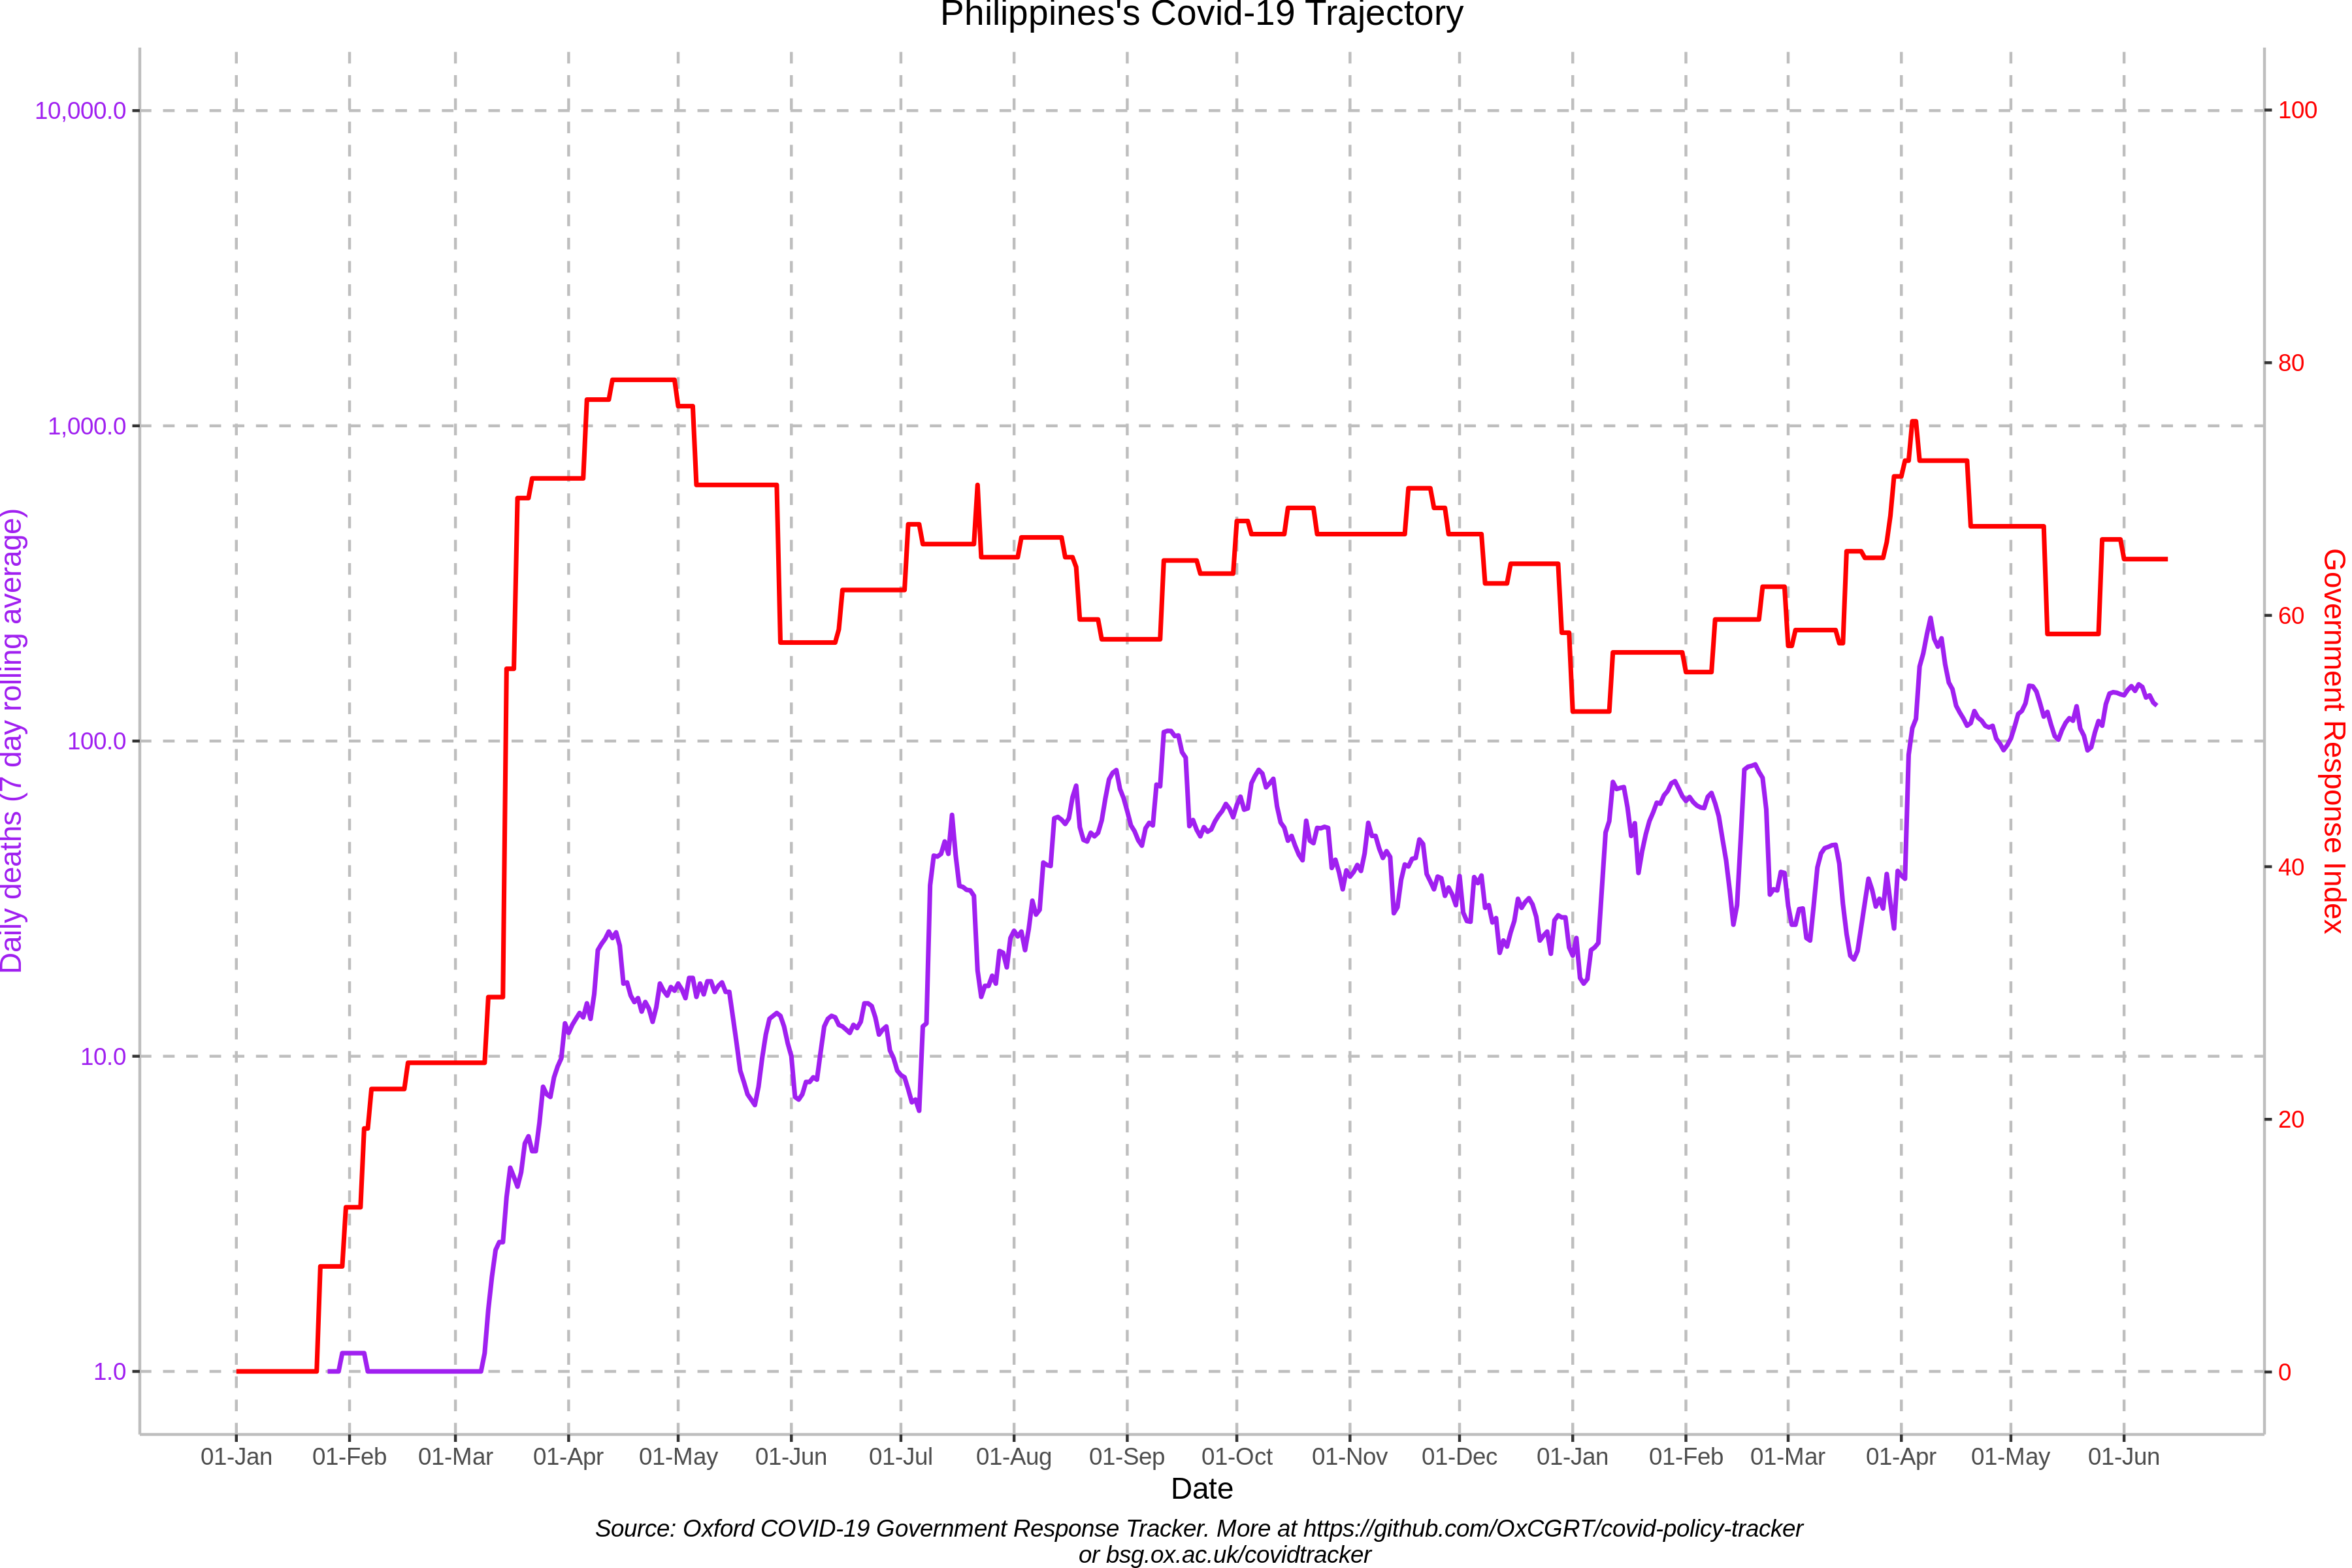 Philippines's Covid-19 Trajectory
10,000.0
1,000.0
100.0
10.0
1.0
Daily deaths (7 day rolling average)
100
80
60
40
20
0
Government Response Index
01-Jan 01-Feb 01-Mar 01-Apr 01-May 01-Jun 01-Jul 01-Aug 01-Sep 01-Oct 01-Nov 01-Dec 01-Jan 01-Feb 01-Mar 01-Apr 01-May 01-Jun
Date
Source: Oxford COVID-19 Government Response Tracker. More at https://github.com/OxCGRT/covid-policy-tracker
or bsg.ox.ac.uk/covidtracker